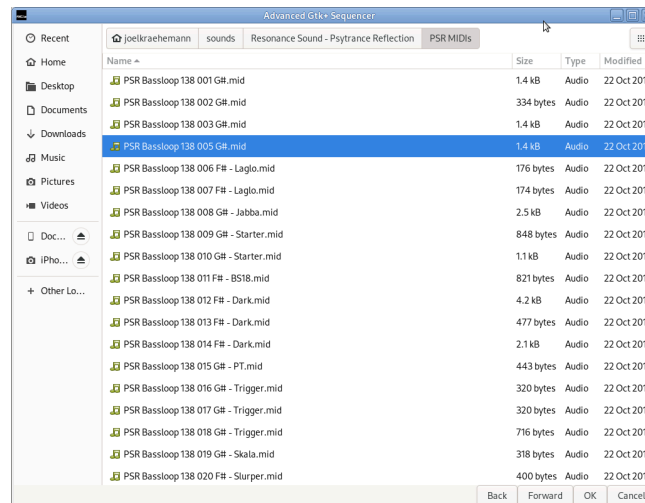 Advanced Gtk+ Sequencer
Recent
Home
Desktop
Documents
Downloads
Music
Pictures
Videos
Doc...
iPho...
+ Other Lo...
joelkraehemann sounds Resonance Sound - Psytrance Reflection PSR MIDIs
Name Size Type Modified
PSR Bassloop 138 001 G#.mid 1.4 kB Audio 22 Oct 201
PSR Bassloop 138 002 G#.mid 334 bytes Audio 22 Oct 201
PSR Bassloop 138 003 G#.mid 1.4 kB Audio 22 Oct 201
PSR Bassloop 138 005 G#.mid 1.4 kB Audio 22 Oct 201
PSR Bassloop 138 006 F# - Laglo.mid 176 bytes Audio 22 Oct 201
PSR Bassloop 138 007 F# - Laglo.mid 174 bytes Audio 22 Oct 201
PSR Bassloop 138 008 G# - Jabba.mid 2.5 kB Audio 22 Oct 201
PSR Bassloop 138 009 G# - Starter.mid 848 bytes Audio 22 Oct 201
PSR Bassloop 138 010 G# - Starter.mid 1.1 kB Audio 22 Oct 201
PSR Bassloop 138 011 F# - BS18.mid 821 bytes Audio 22 Oct 201
PSR Bassloop 138 012 F# - Dark.mid 4.2 kB Audio 22 Oct 201
PSR Bassloop 138 013 F# - Dark.mid 477 bytes Audio 22 Oct 201
PSR Bassloop 138 014 F# - Dark.mid 2.1 kB Audio 22 Oct 201
PSR Bassloop 138 015 G# - PT.mid 443 bytes Audio 22 Oct 201
PSR Bassloop 138 016 G# - Trigger.mid 320 bytes Audio 22 Oct 201
PSR Bassloop 138 017 G# - Trigger.mid 320 bytes Audio 22 Oct 201
PSR Bassloop 138 018 G# - Trigger.mid 716 bytes Audio 22 Oct 201
PSR Bassloop 138 019 G# - Skala.mid 318 bytes Audio 22 Oct 201
PSR Bassloop 138 020 F# - Slurper.mid 400 bytes Audio 22 Oct 201
Back Forward OK Cancel